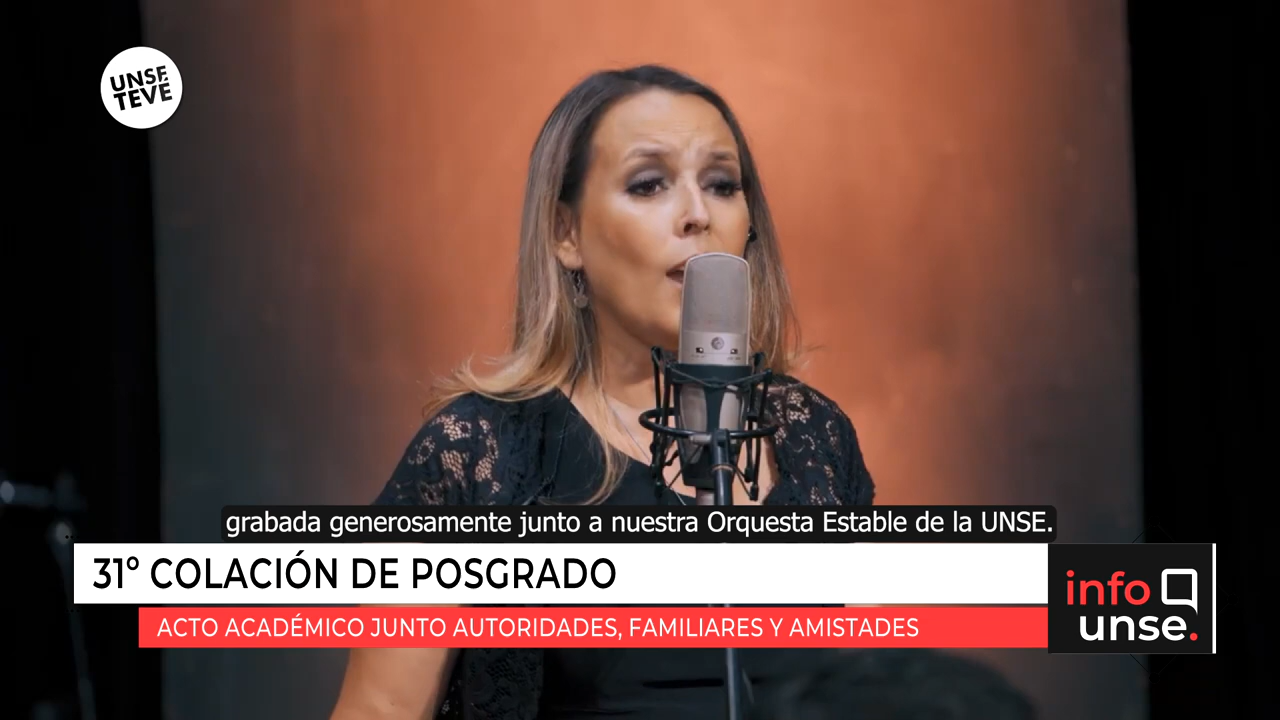 UNSE
TEVÉ
grabada generosamente junto a nuestra Orquesta Estable de la UNSE.
31° COLACIÓN DE POSGRADO
ACTO ACADÉMICO JUNTO AUTORIDADES, FAMILIARES Y AMISTADES
info
unse.